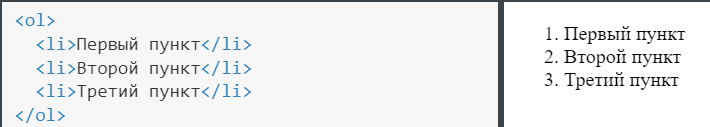 <ol>
<li>Первый пункт</li>
<li>Второй пункт</li>
<li>Третий пункт</li>
</ol>
1. Первый пункт
2. Второй пункт
3. Третий пункт